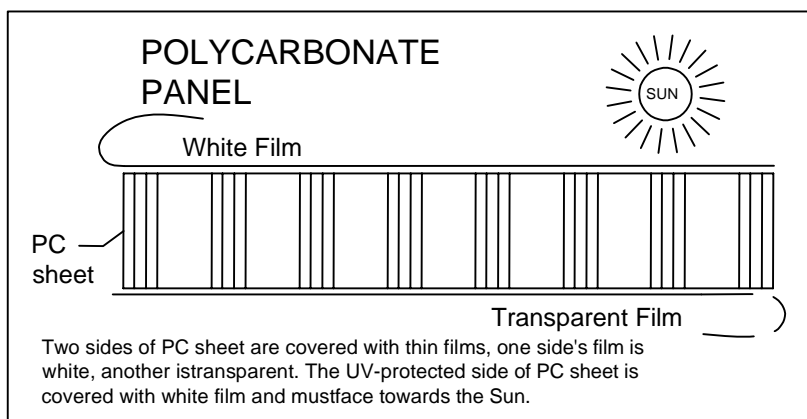 POLYCARBONATE
PANEL
SUN
White Film
PC
sheet
Transparent Film
Two sides of PC sheet are covered with thin films, one side's film is
white, another istransparent. The UV-protected side of PC sheet is
covered with white film and mustface towards the Sun.